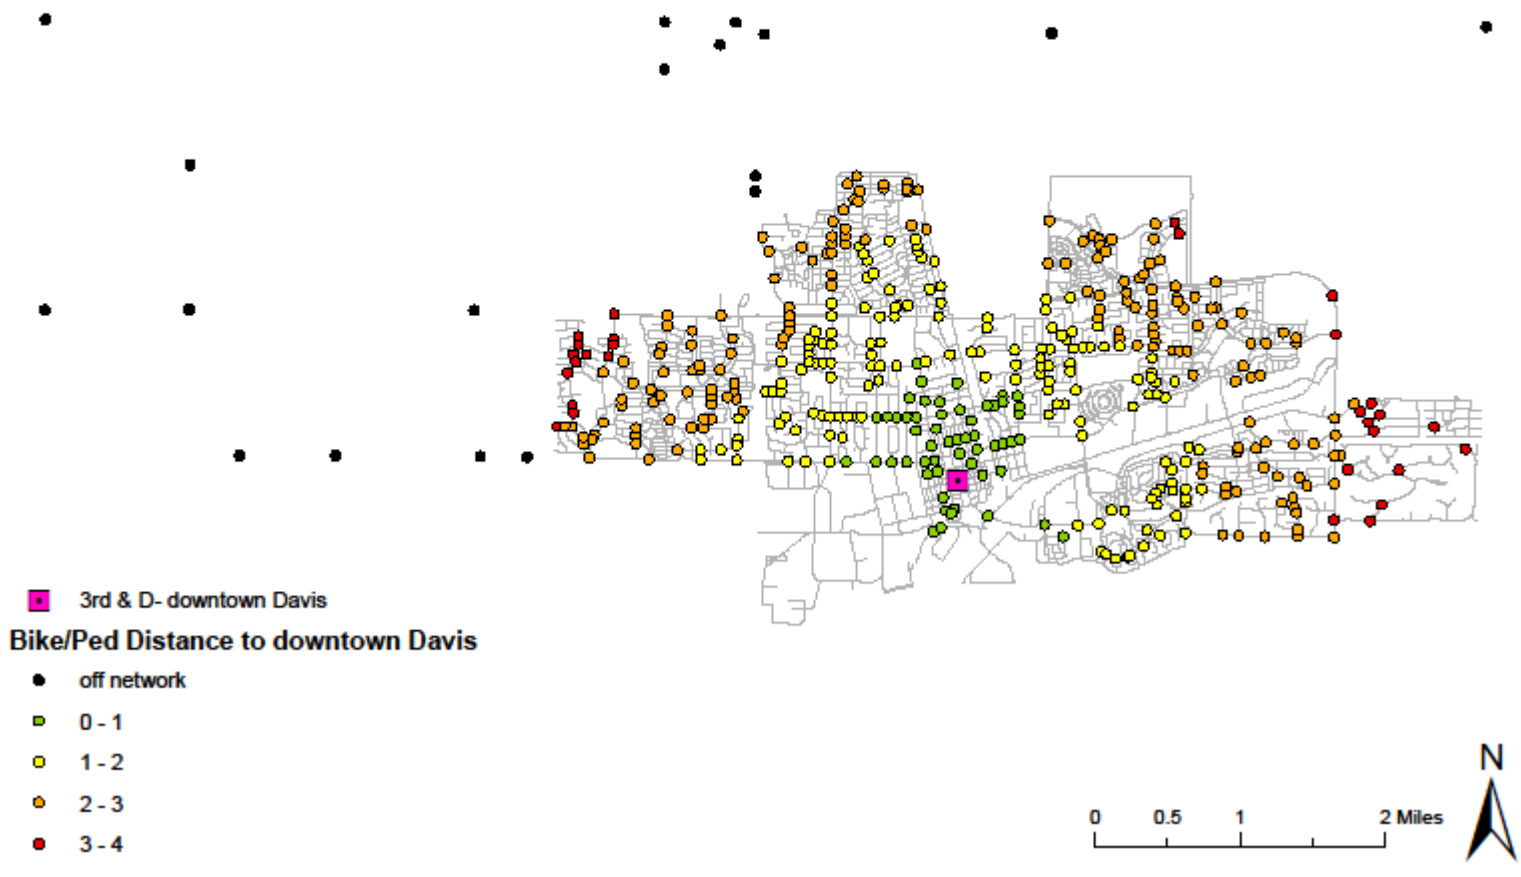 3rd & D- downtown Davis
Bike/Ped Distance to downtown Davis
off network
0 - 1
1 - 2
2 - 3
3 - 4
N
0 0.5 1 2 Miles